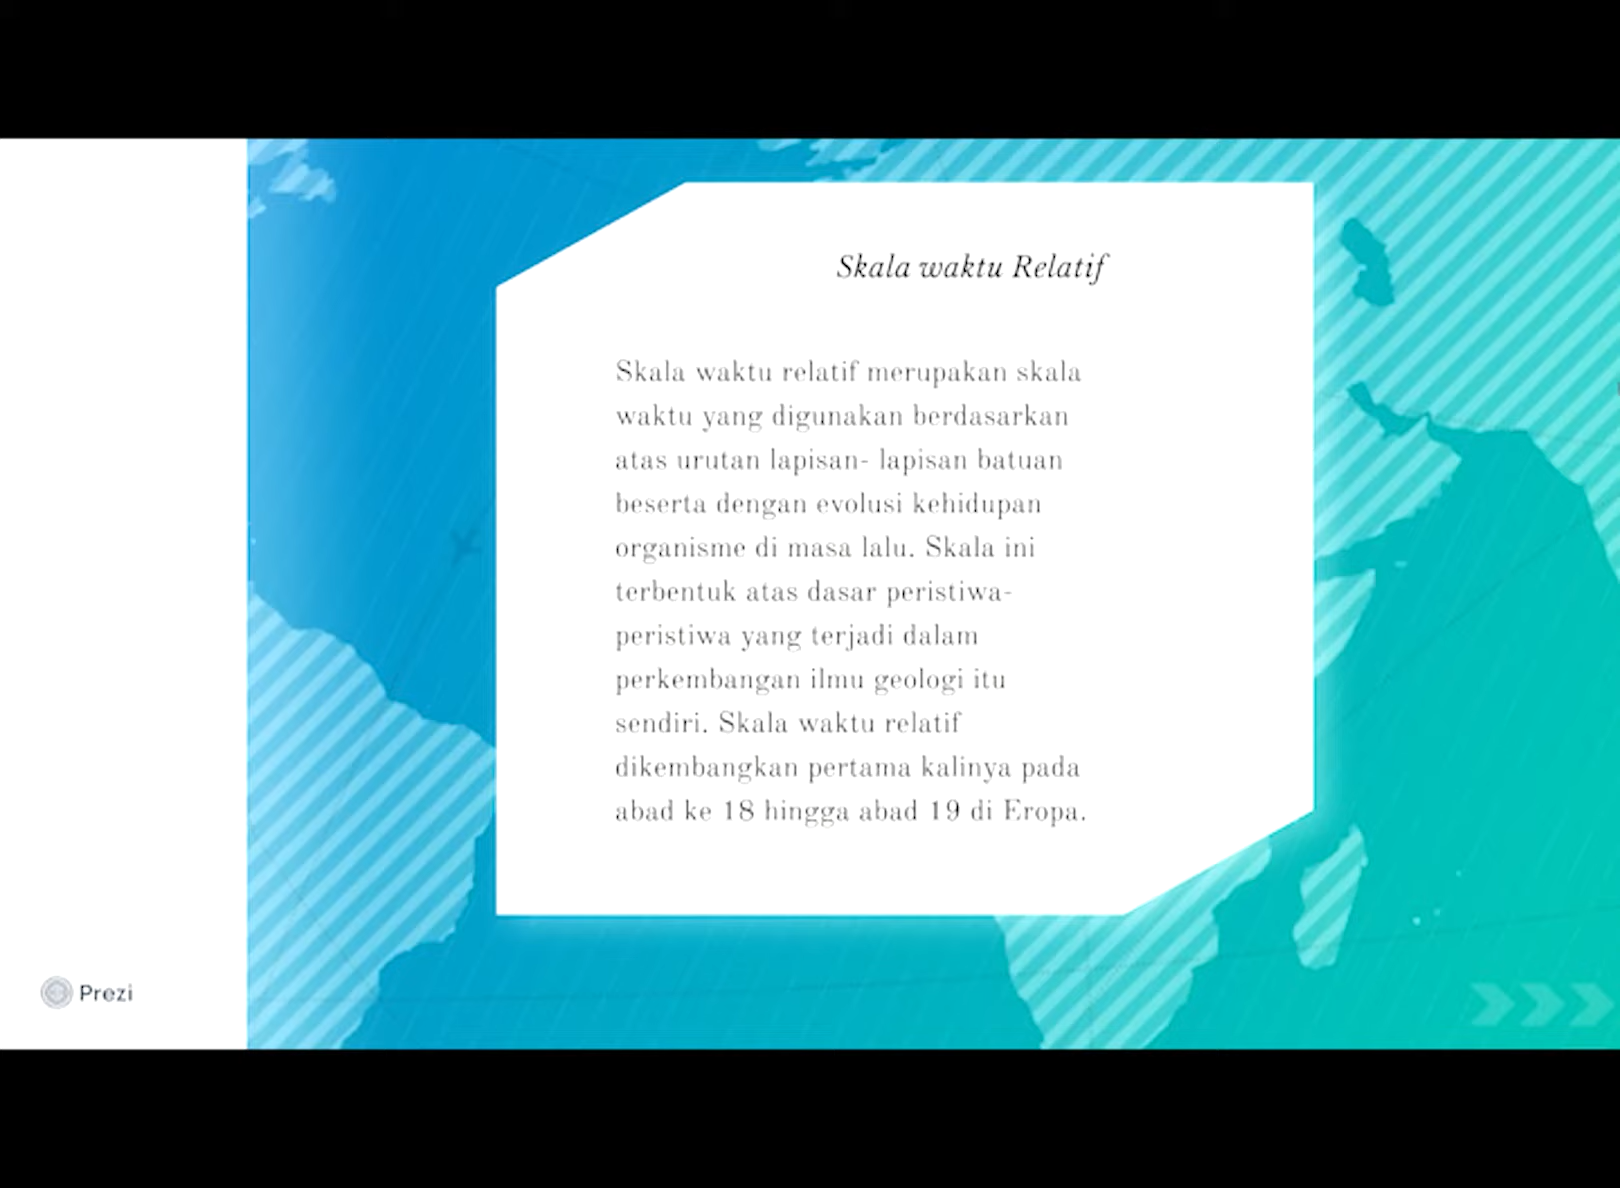 Skala waktu Relatif
Skala waktu relatif merupakan skala
waktu yang digunakan berdasarkan
atas urutan lapisan- lapisan batuan
beserta dengan evolusi kehidupan
organisme di masa lalu. Skala ini
terbentuk atas dasar peristiwa-
peristiwa yang terjadi dalam
perkembangan ilmu geologi itu
sendiri. Skala waktu relatif
dikembangkan pertama kalinya pada
abad ke 18 hingga abad 19 di Eropa.
Prezi